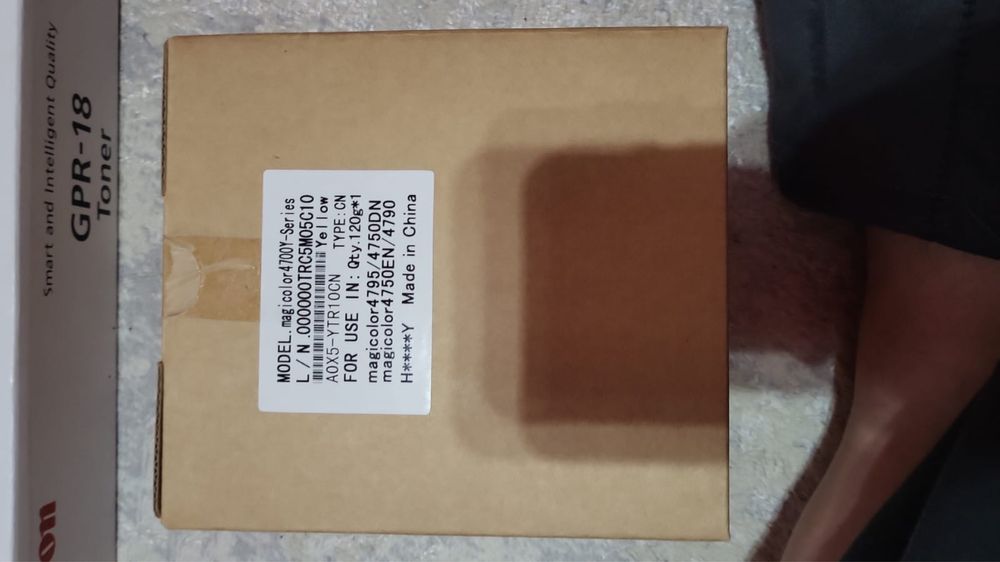 Smart and Intelligent Quality
GPR-18
Toner
on
MODEL.magicolor4700Y-Series
L/N.000000TRC5M05C10
Yellow
A0X5-YTR10CN TYPE:CN
FOR USE IN: Qty.120g*1
magicolor4795/4750DN
magicolor4750EN/4790
H****Y Made in China